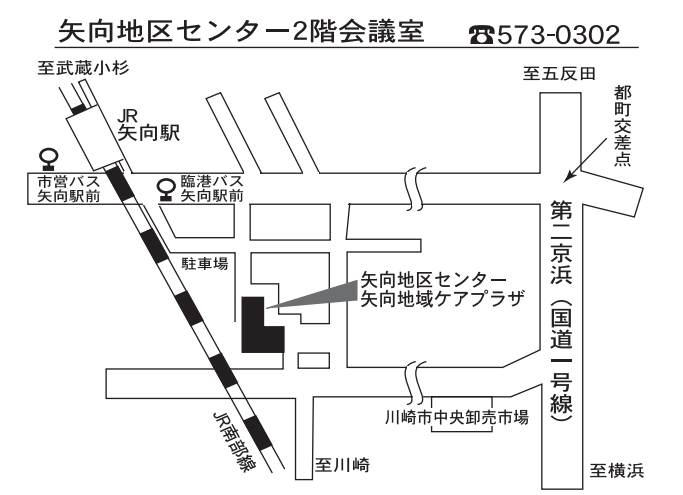 矢向地区センター2階会議室 ☎573-0302
至武蔵小杉
至五反田
JR
矢向駅
都町交差点
市営バス
矢向駅前
臨港バス
矢向駅前
駐車場
矢向地区センター
矢向地域ケアプラザ
第二京浜（国道一号線）
川崎市中央卸売市場
JR南部線
至川崎
至横浜